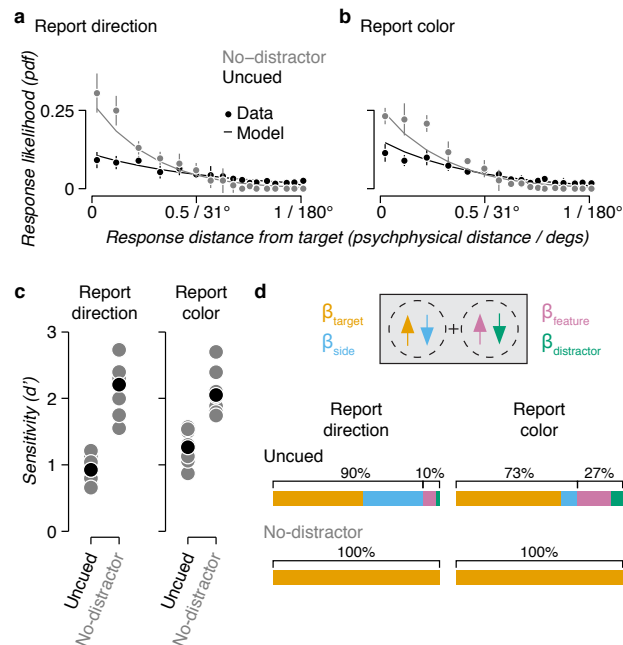 a Report direction
b Report color
Response likelihood (pdf)
0.25
0
No–distractor
Uncued
Data
Model
0 0.5 / 31° 1 / 180°
0 0.5 / 31° 1 / 180°
Response distance from target (psychphysical distance / degs)
c
Report direction
Report color
Sensitivity (d')
3
2
1
0
Uncued
No-distractor
Uncued
No-distractor
d
βtarget
βside
+
βfeature
βdistractor
Report direction
Report color
Uncued
90% 10% 73% 27%
No-distractor
100% 100%